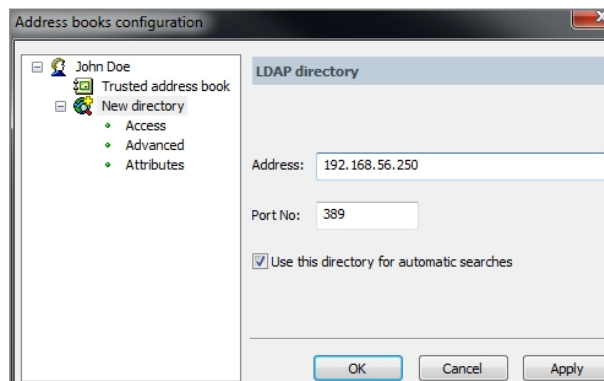 Address books configuration
John Doe
Trusted address book
New directory
Access
Advanced
Attributes
LDAP directory
Address: 192.168.56.250
Port No: 389
Use this directory for automatic searches
OK Cancel Apply